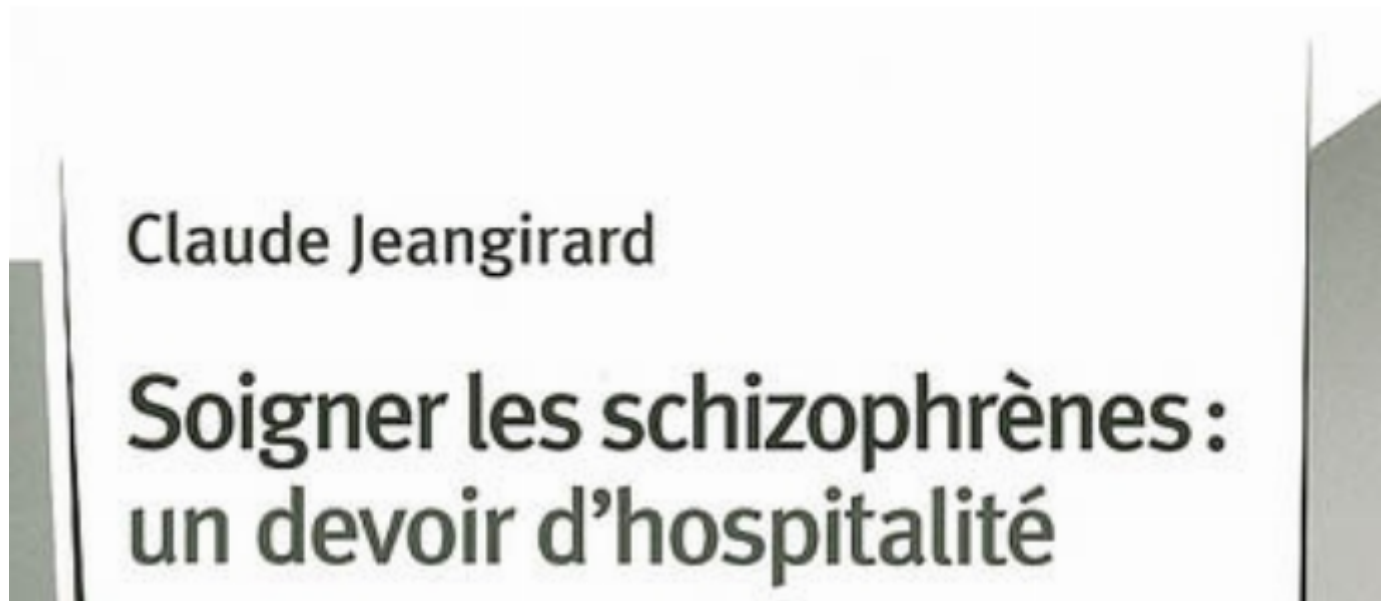 Claude Jeangirard
Soigner les schizophrènes :
un devoir d’hospitalité